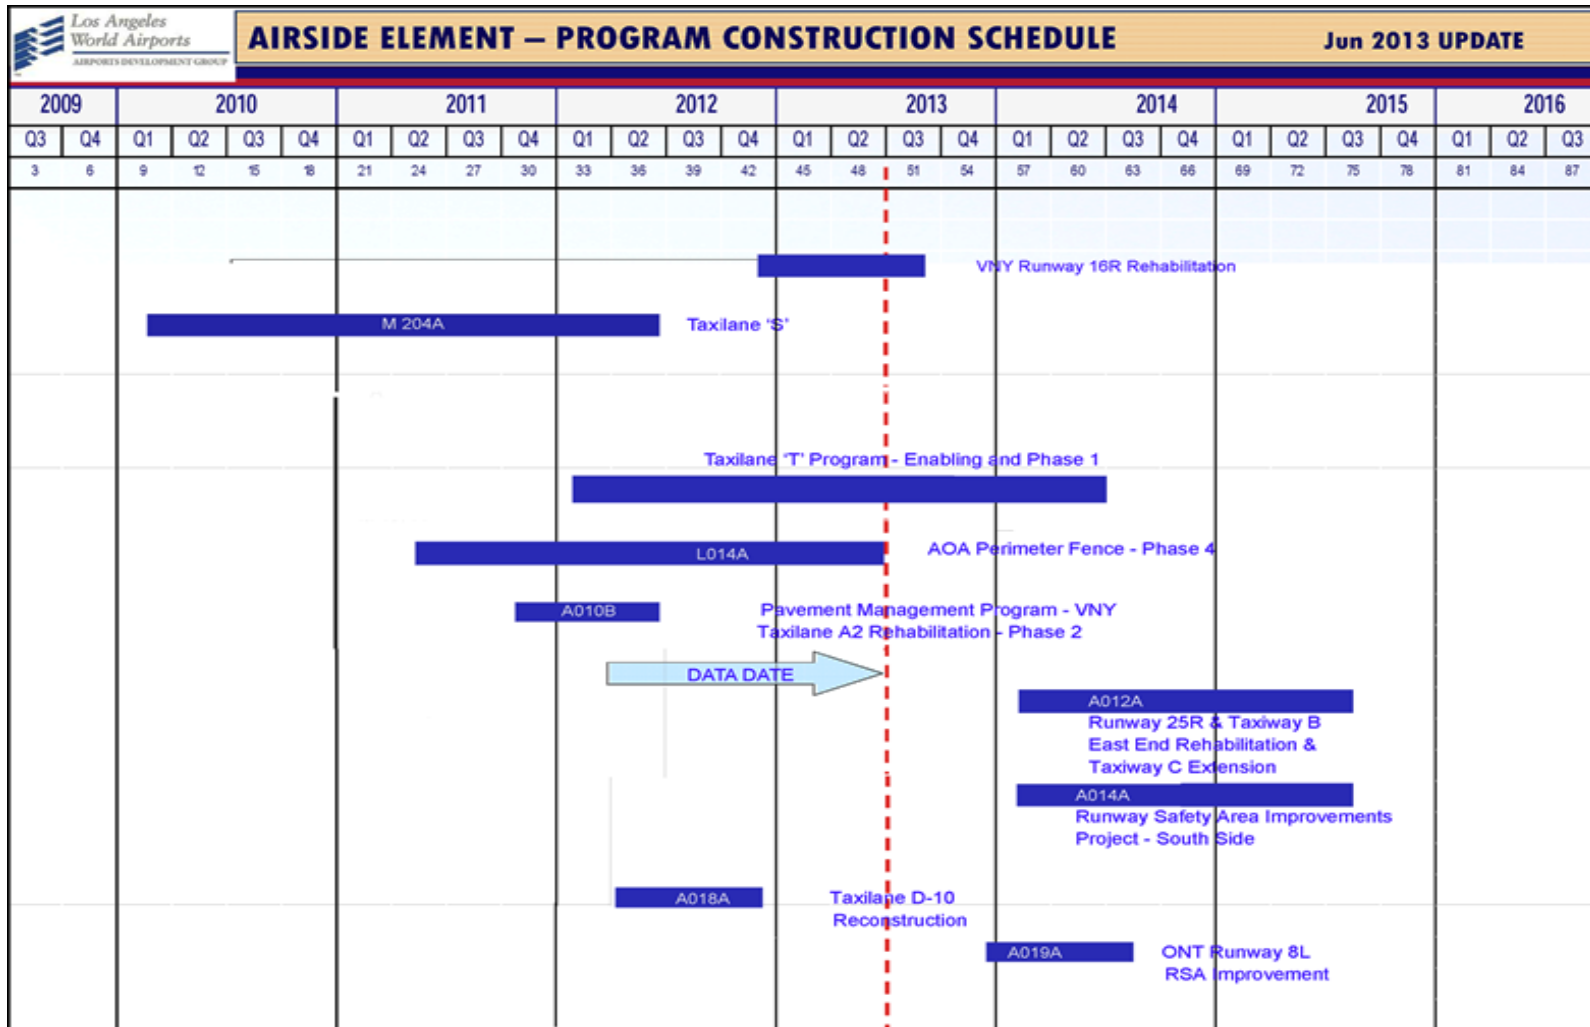 Los Angeles
World Airports
AIRPORTS DEVELOPMENT GROUP
AIRSIDE ELEMENT – PROGRAM CONSTRUCTION SCHEDULE
Jun 2013 UPDATE
2009 2010 2011 2012 2013 2014 2015 2016
Q3 Q4 Q1 Q2 Q3 Q4 Q1 Q2 Q3 Q4 Q1 Q2 Q3 Q4 Q1 Q2 Q3 Q4 Q1 Q2 Q3 Q4 Q1 Q2 Q3 Q4 Q1 Q2 Q3
3 6 9 12 15 18 21 24 27 30 33 36 39 42 45 48 51 54 57 60 63 66 69 72 75 78 81 84 87
VNY Runway 16R Rehabilitation
M 204A Taxilane 'S'
Taxilane 'T' Program - Enabling and Phase 1
L014A AOA Perimeter Fence - Phase 4
A010B Pavement Management Program - VNY
Taxilane A2 Rehabilitation - Phase 2
DATA DATE
A012A
Runway 25R & Taxiway B
East End Rehabilitation &
Taxiway C Extension
A014A
Runway Safety Area Improvements
Project - South Side
A018A Taxilane D-10
Reconstruction
A019A ONT Runway 8L
RSA Improvement